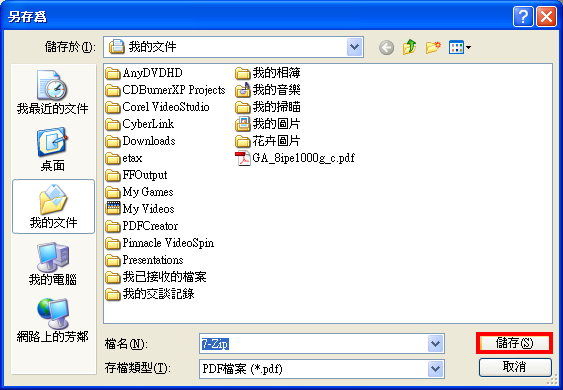 另存為
儲存於(I):
我的文件
我最近的文件
桌面
我的文件
我的電腦
網路上的芳鄰
AnyDVDHD
CDBurnerXP Projects
Corel VideoStudio
CyberLink
Downloads
etax
FFOutput
My Games
My Videos
PDFCreator
Pinnacle VideoSpin
Presentations
我已接收的檔案
我的交談記錄
我的相簿
我的音樂
我的掃瞄
我的圖片
花卉圖片
GA_8ipe1000g_c.pdf
檔名(N):
7-Zip
儲存(S)
存檔類型(T):
PDF檔案 (*.pdf)
取消